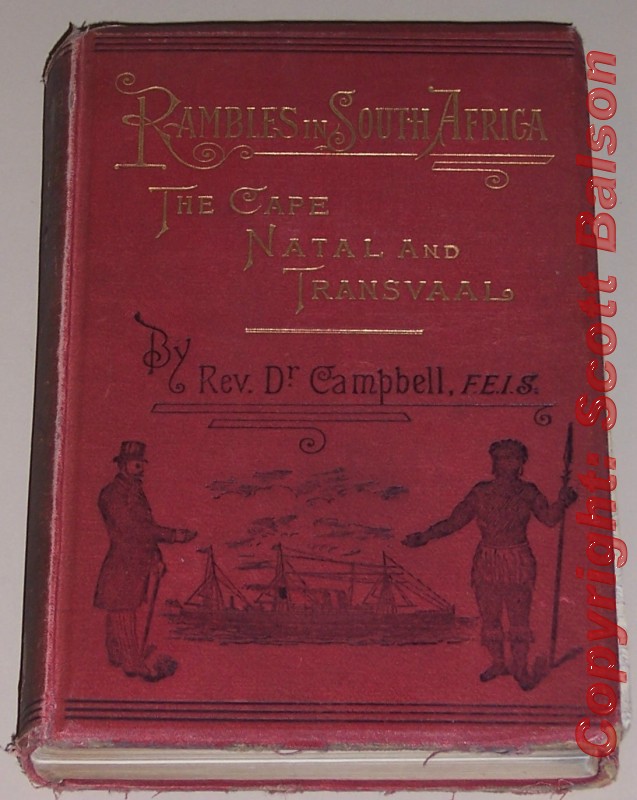 RAMBLES IN SOUTH AFRICA
THE CAPE
NATAL AND
TRANSVAAL
By Rev. Dr Campbell, F.E.I.S.
Copyright: Scott Balson